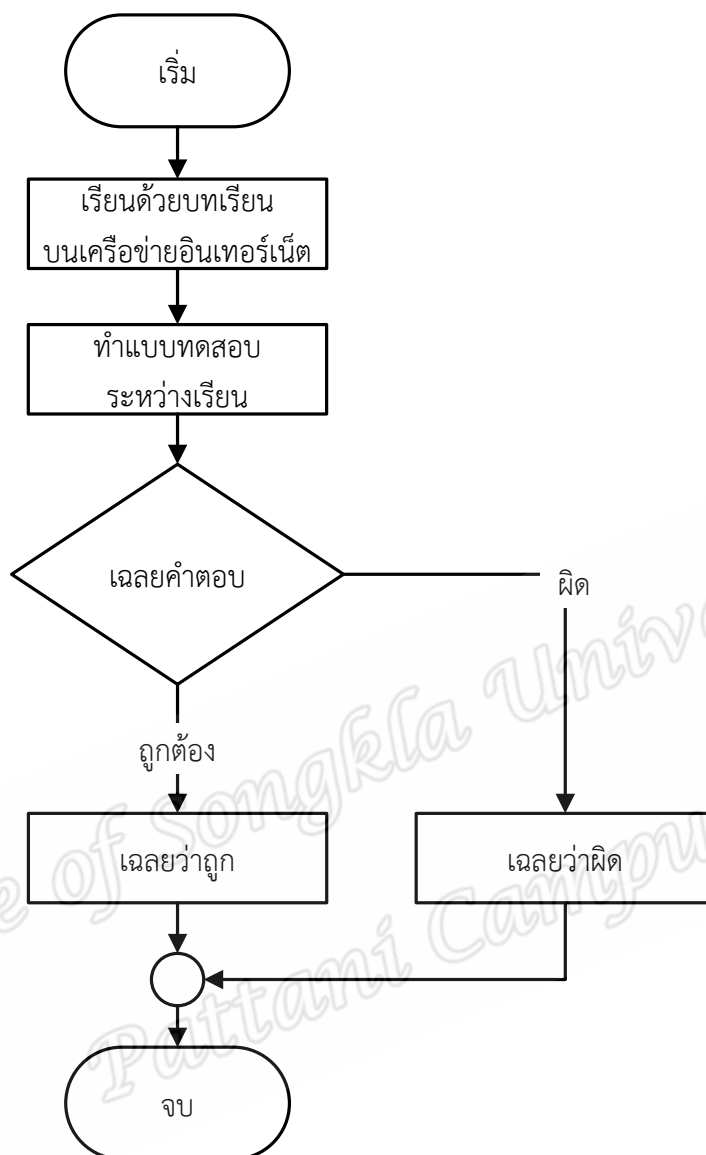 เริ่ม
เรียนด้วยบทเรียน
บนเครือข่ายอินเทอร์เน็ต
ทำแบบทดสอบ
ระหว่างเรียน
เฉลยคำตอบ
ผิด
ถูกต้อง
เฉลยว่าถูก
เฉลยว่าผิด
จบ
of Songkla
Pattani